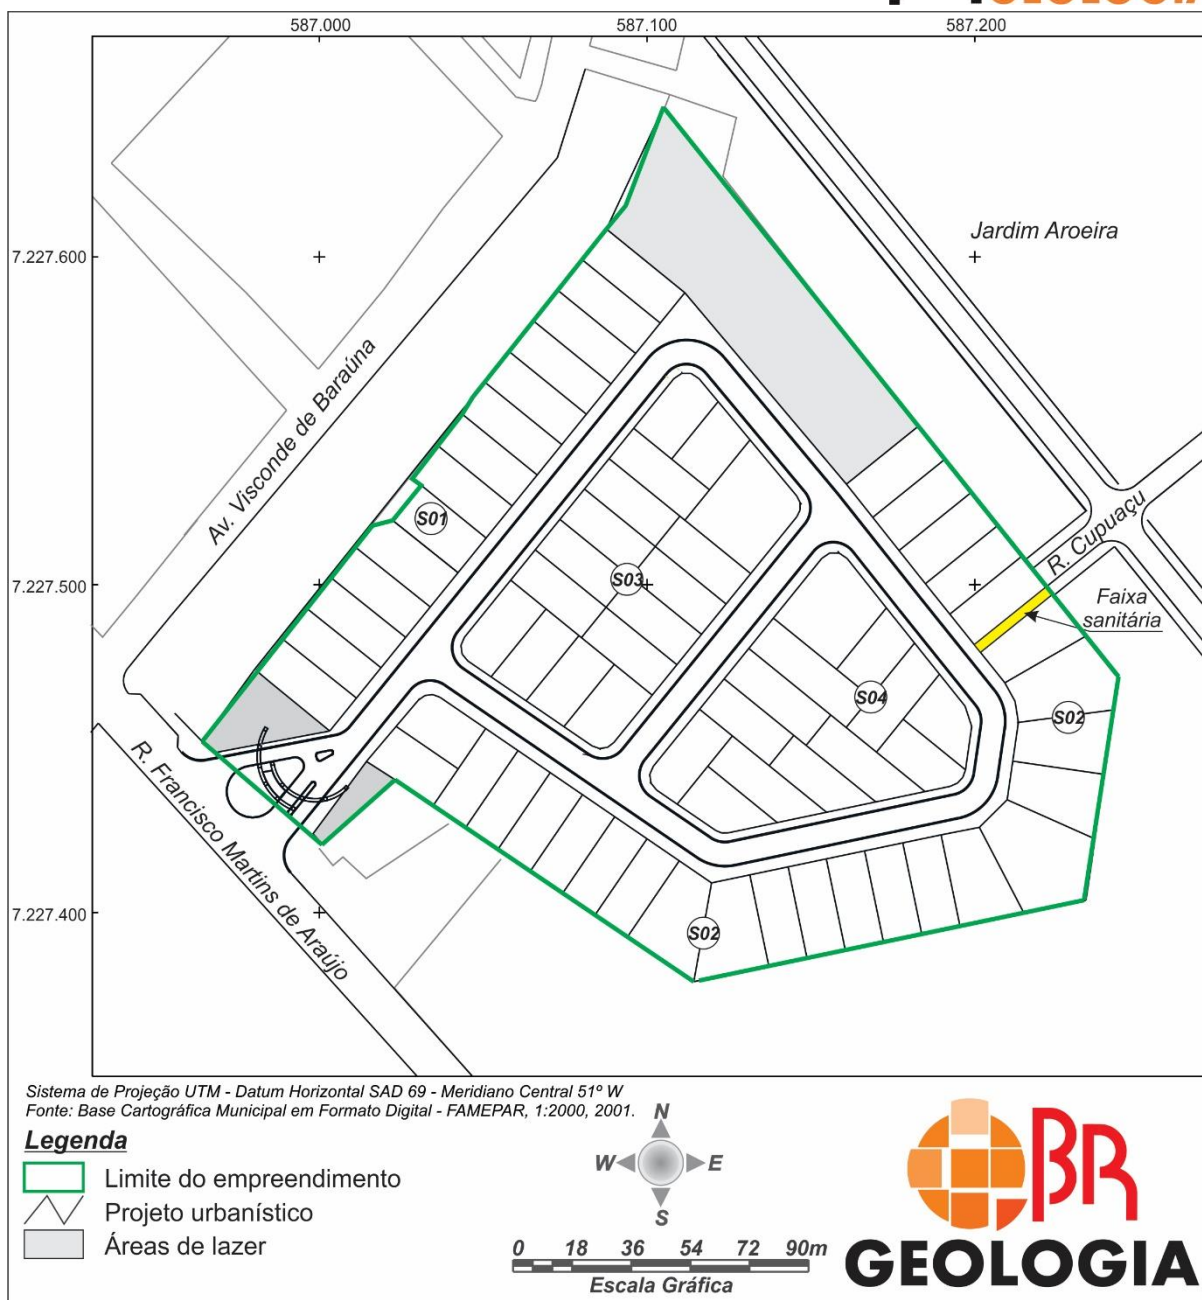 587.000 587.100 587.200
Jardim Aroeira
7.227.600
Av. Visconde de Baraúna
S01
R. Cupuaçu
S03
7.227.500
Faixa
sanitária
S04
S02
R. Francisco Martins de Araújo
7.227.400
S02
Sistema de Projeção UTM - Datum Horizontal SAD 69 - Meridiano Central 51º W
Fonte: Base Cartográfica Municipal em Formato Digital - FAMEPAR, 1:2000, 2001.
Legenda
Limite do empreendimento
Projeto urbanístico
Áreas de lazer
N
W E
S
0 18 36 54 72 90m
Escala Gráfica
BR
GEOLOGIA